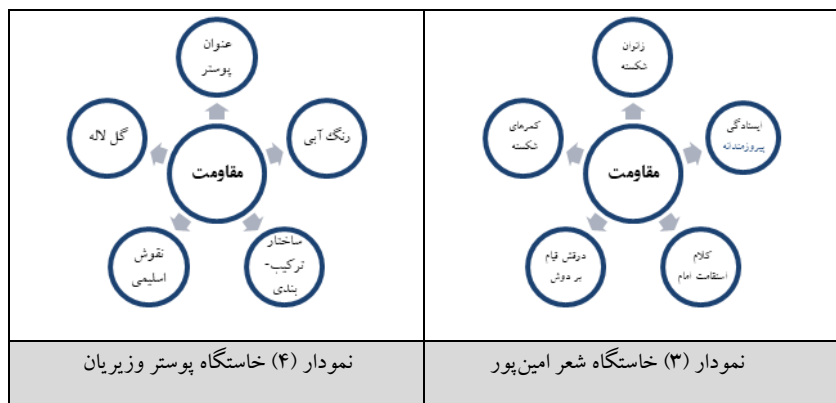 زانوان
شکسته
ایستادگی
پیروزمندانه
کلام
استقامت امام
درفش قیام
بر دوش
کمرهای
شکسته
مقاومت
نمودار (۳) خاستگاه شعر امین‌پور
عنوان
پوستر
رنگ آبی
ساختار
ترکیب-
بندی
نقوش
اسلیمی
گل لاله
مقاومت
نمودار (۴) خاستگاه پوستر وزیریان